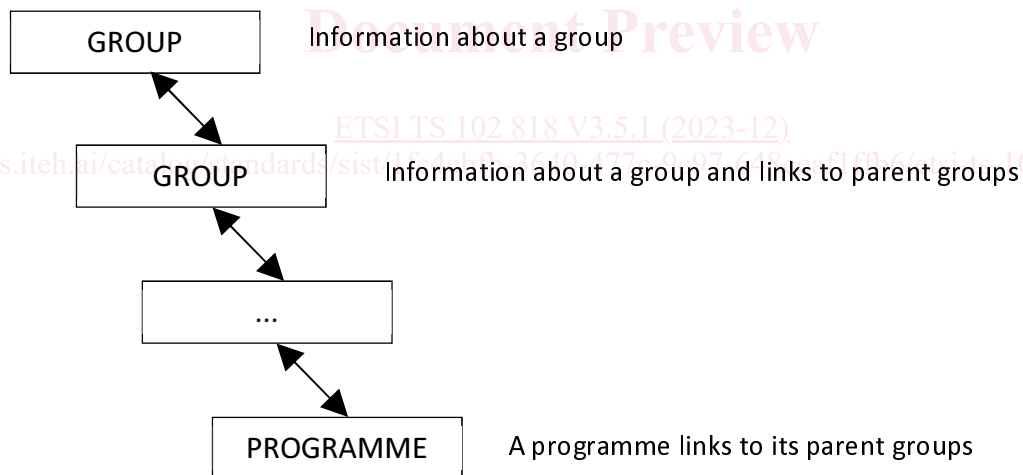 Document Preview
GROUP Information about a group
ETSI TS 102 818 V3.5.1 (2023-12)
GROUP Information about a group and links to parent groups
...
PROGRAMME A programme links to its parent groups